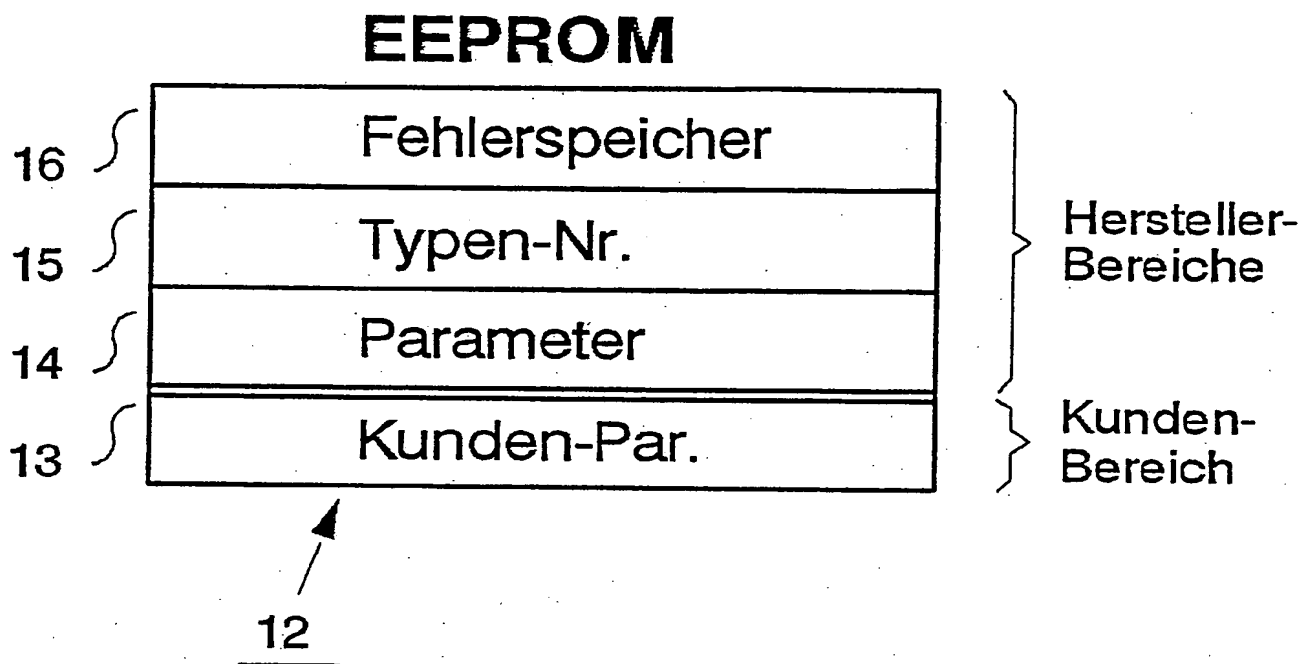 EEPROM
16
Fehlerspeicher
15
Typen-Nr.
14
Parameter
Hersteller-
Bereiche
13
Kunden-Par.
Kunden-
Bereich
12